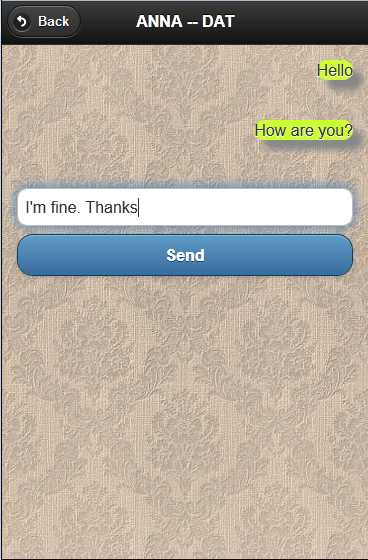 Back
ANNA -- DAT
Hello
How are you?
I'm fine. Thanks
Send